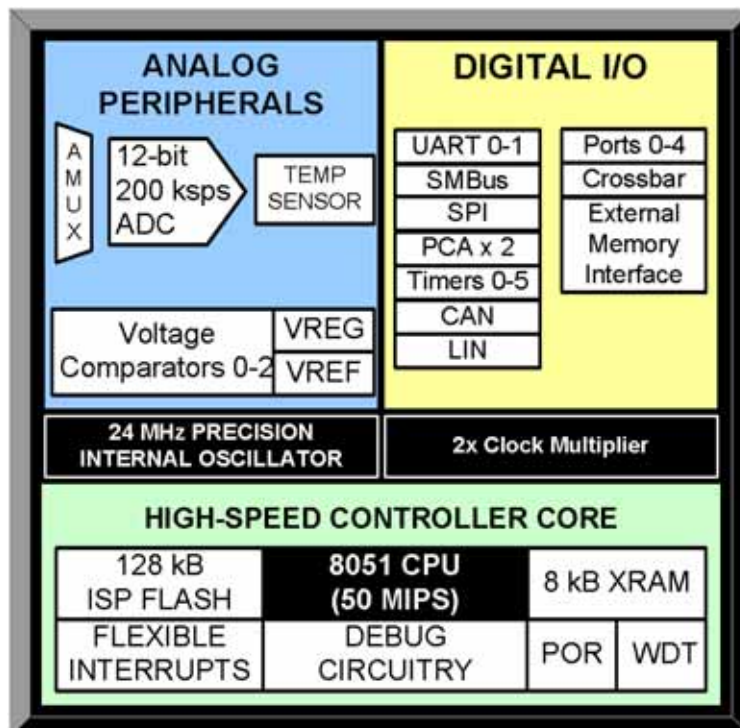 ANALOG
PERIPHERALS
A
M
U
X
12-bit
200 ksps
ADC
TEMP
SENSOR
Voltage
Comparators 0-2
VREG
VREF
DIGITAL I/O
UART 0-1
SMBus
SPI
PCA x 2
Timers 0-5
CAN
LIN
Ports 0-4
Crossbar
External
Memory
Interface
24 MHz PRECISION
INTERNAL OSCILLATOR
2x Clock Multiplier
HIGH-SPEED CONTROLLER CORE
128 kB
ISP FLASH
8051 CPU
(50 MIPS)
8 kB XRAM
FLEXIBLE
INTERRUPTS
DEBUG
CIRCUITRY
POR
WDT